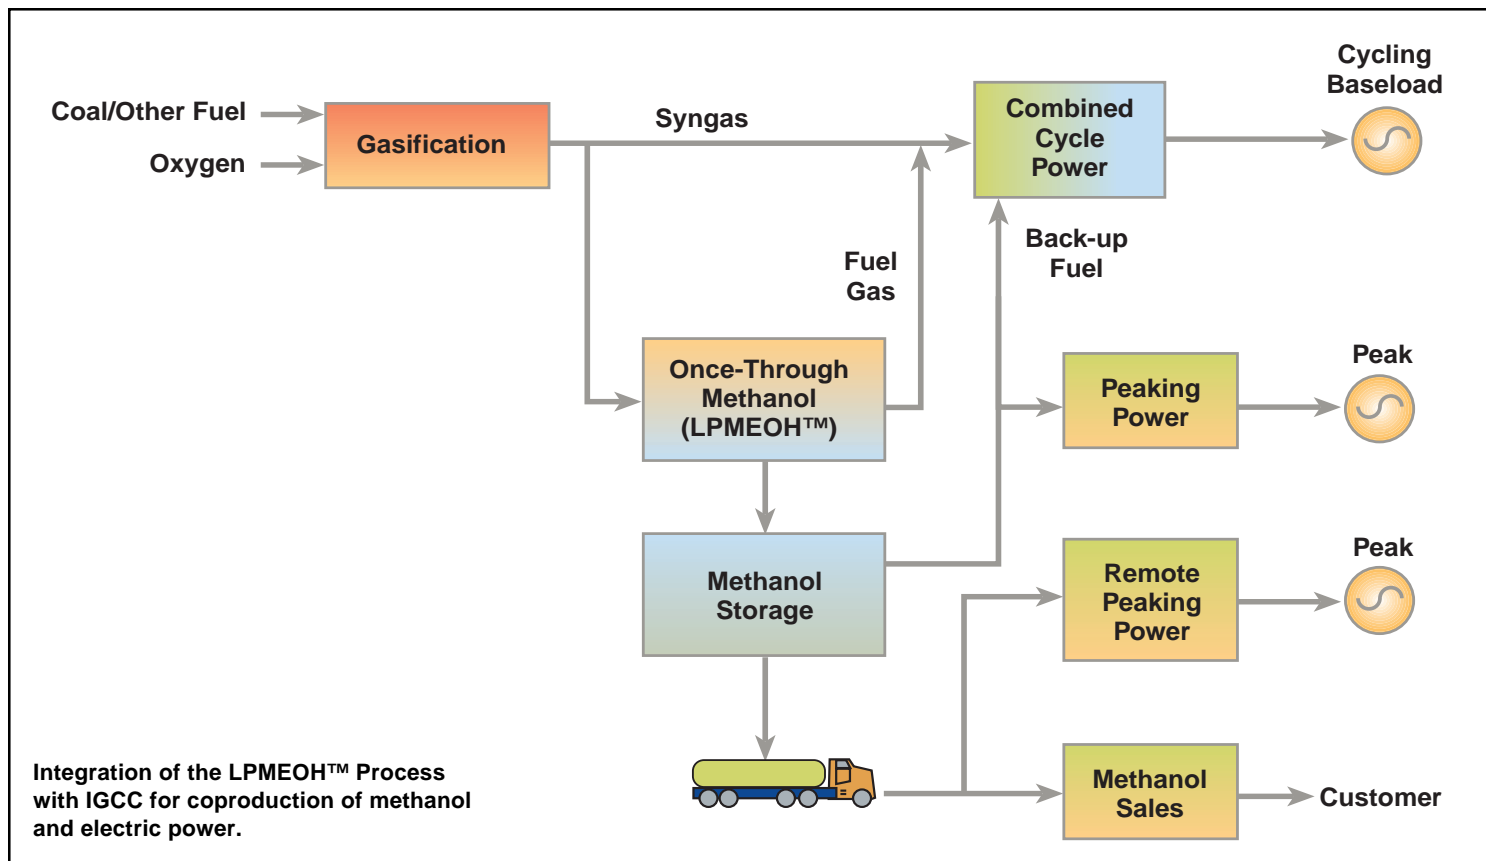 Cycling
Baseload
Coal/Other Fuel
Oxygen
Gasification
Syngas
Combined
Cycle
Power
Back-up
Fuel
Fuel
Gas
Once-Through
Methanol
(LPMEOH™)
Peaking
Power
Peak
Methanol
Storage
Remote
Peaking
Power
Peak
Methanol
Sales
Customer
Integration of the LPMEOH™ Process
with IGCC for coproduction of methanol
and electric power.